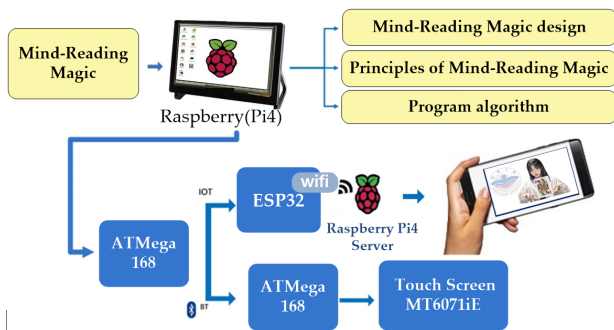 Mind-Reading
Magic
Raspberry(Pi4)
Mind-Reading Magic design
Principles of Mind-Reading Magic
Program algorithm
ATMega
168
IOT
BT
ESP32
wifi
Raspberry Pi4
Server
ATMega
168
Touch Screen
MT6071iE